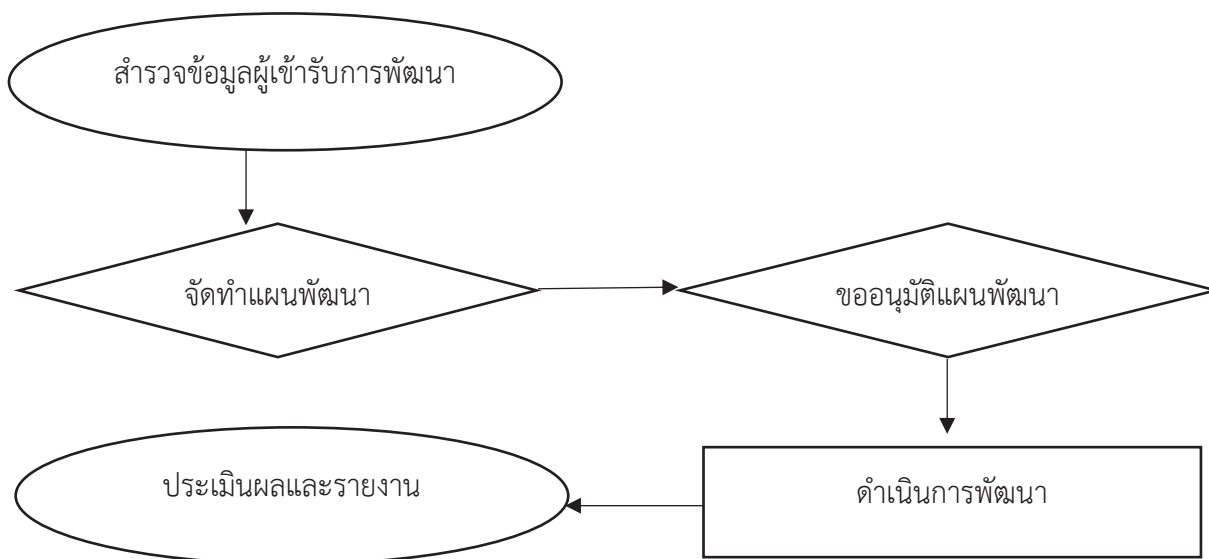 สำรวจข้อมูลผู้เข้ารับการพัฒนา
จัดทำแผนพัฒนา
ขออนุมัติแผนพัฒนา
ดำเนินการพัฒนา
ประเมินผลและรายงาน